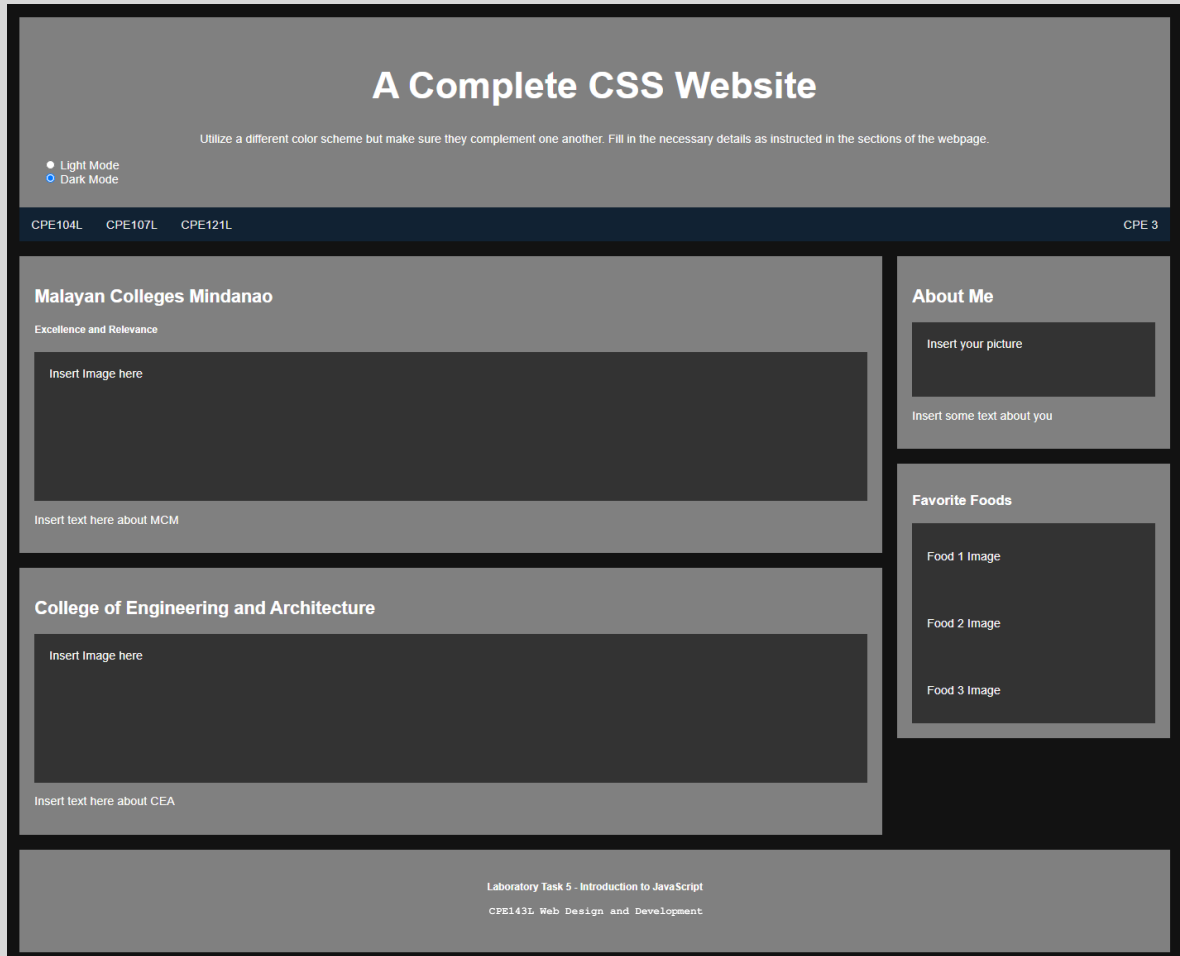 A Complete CSS Website
Utilize a different color scheme but make sure they complement one another. Fill in the necessary details as instructed in the sections of the webpage.
Light Mode
Dark Mode
CPE104L CPE107L CPE121L CPE 3
Malayan Colleges Mindanao
Excellence and Relevance
Insert Image here
Insert text here about MCM
College of Engineering and Architecture
Insert Image here
Insert text here about CEA
About Me
Insert your picture
Insert some text about you
Favorite Foods
Food 1 Image
Food 2 Image
Food 3 Image
Laboratory Task 5 - Introduction to JavaScript
CPE143L Web Design and Development